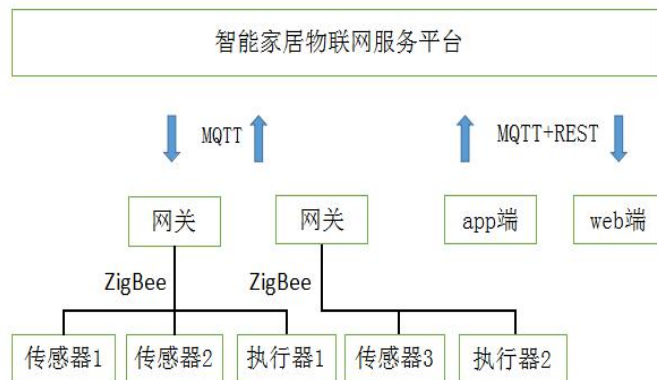 智能家居物联网服务平台
MQTT
MQTT+REST
网关
网关
app端
web端
ZigBee
ZigBee
传感器1
传感器2
执行器1
传感器3
执行器2